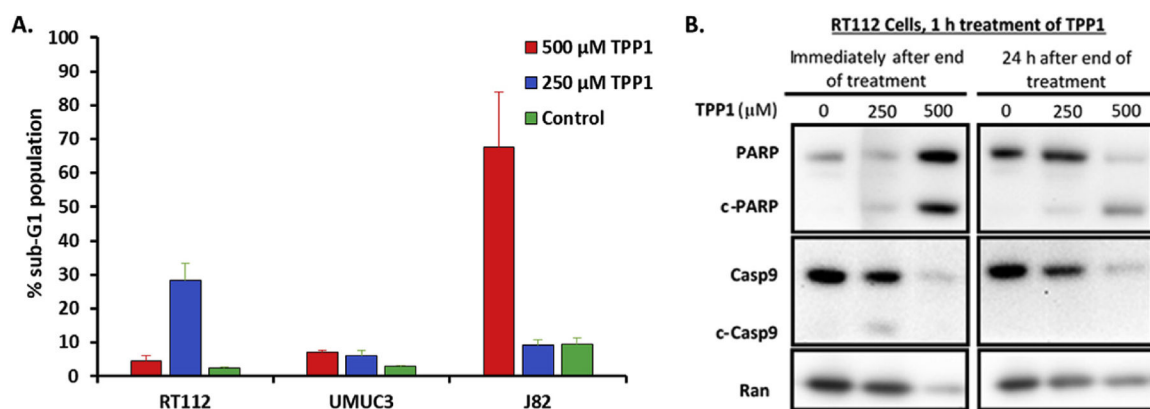 A.
% sub-G1 population
100
90
80
70
60
50
40
30
20
10
0
500 µM TPP1
250 µM TPP1
Control
RT112
UMUC3
J82
B.
RT112 Cells, 1 h treatment of TPP1
Immediately after end
of treatment
24 h after end of
treatment
TPP1 (µM)
0 250 500
0 250 500
PARP
c-PARP
Casp9
c-Casp9
Ran